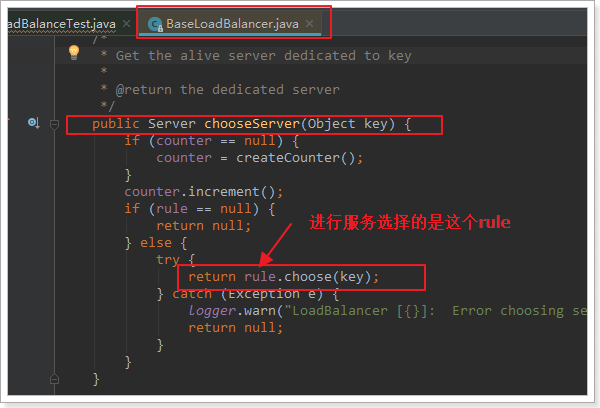 adBalanceTest.java × BaseLoadBalancer.java ×
/*
* Get the alive server dedicated to key
*
* @return the dedicated server
*/
public Server chooseServer(Object key) {
if (counter == null) {
counter = createCounter();
}
counter.increment();
if (rule == null) {
return null;
进行服务选择的是这个rule
} else {
try {
return rule.choose(key);
} catch (Exception e) {
logger.warn("LoadBalancer [{}]:  Error choosing se
return null;
}
}
}